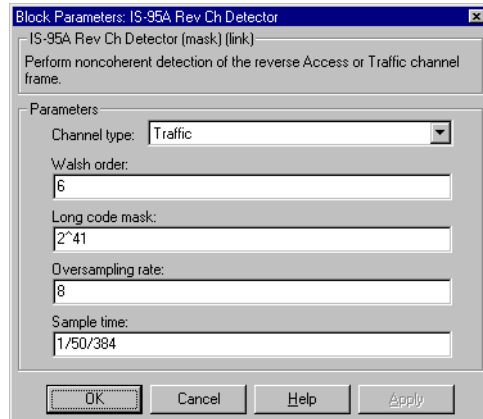 Block Parameters: IS-95A Rev Ch Detector
IS-95A Rev Ch Detector (mask) (link)
Perform noncoherent detection of the reverse Access or Traffic channel
frame.
Parameters
Channel type: Traffic
Walsh order:
6
Long code mask:
2^41
Oversampling rate:
8
Sample time:
1/50/384
OK Cancel Help Apply